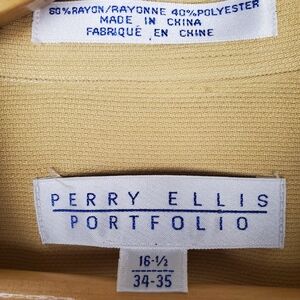 60% RAYON/RAYONNE 40% POLYESTER
MADE IN CHINA
FABRIQUÉ EN CHINE
PERRY ELLIS
PORTFOLIO
16-1/2
34-35